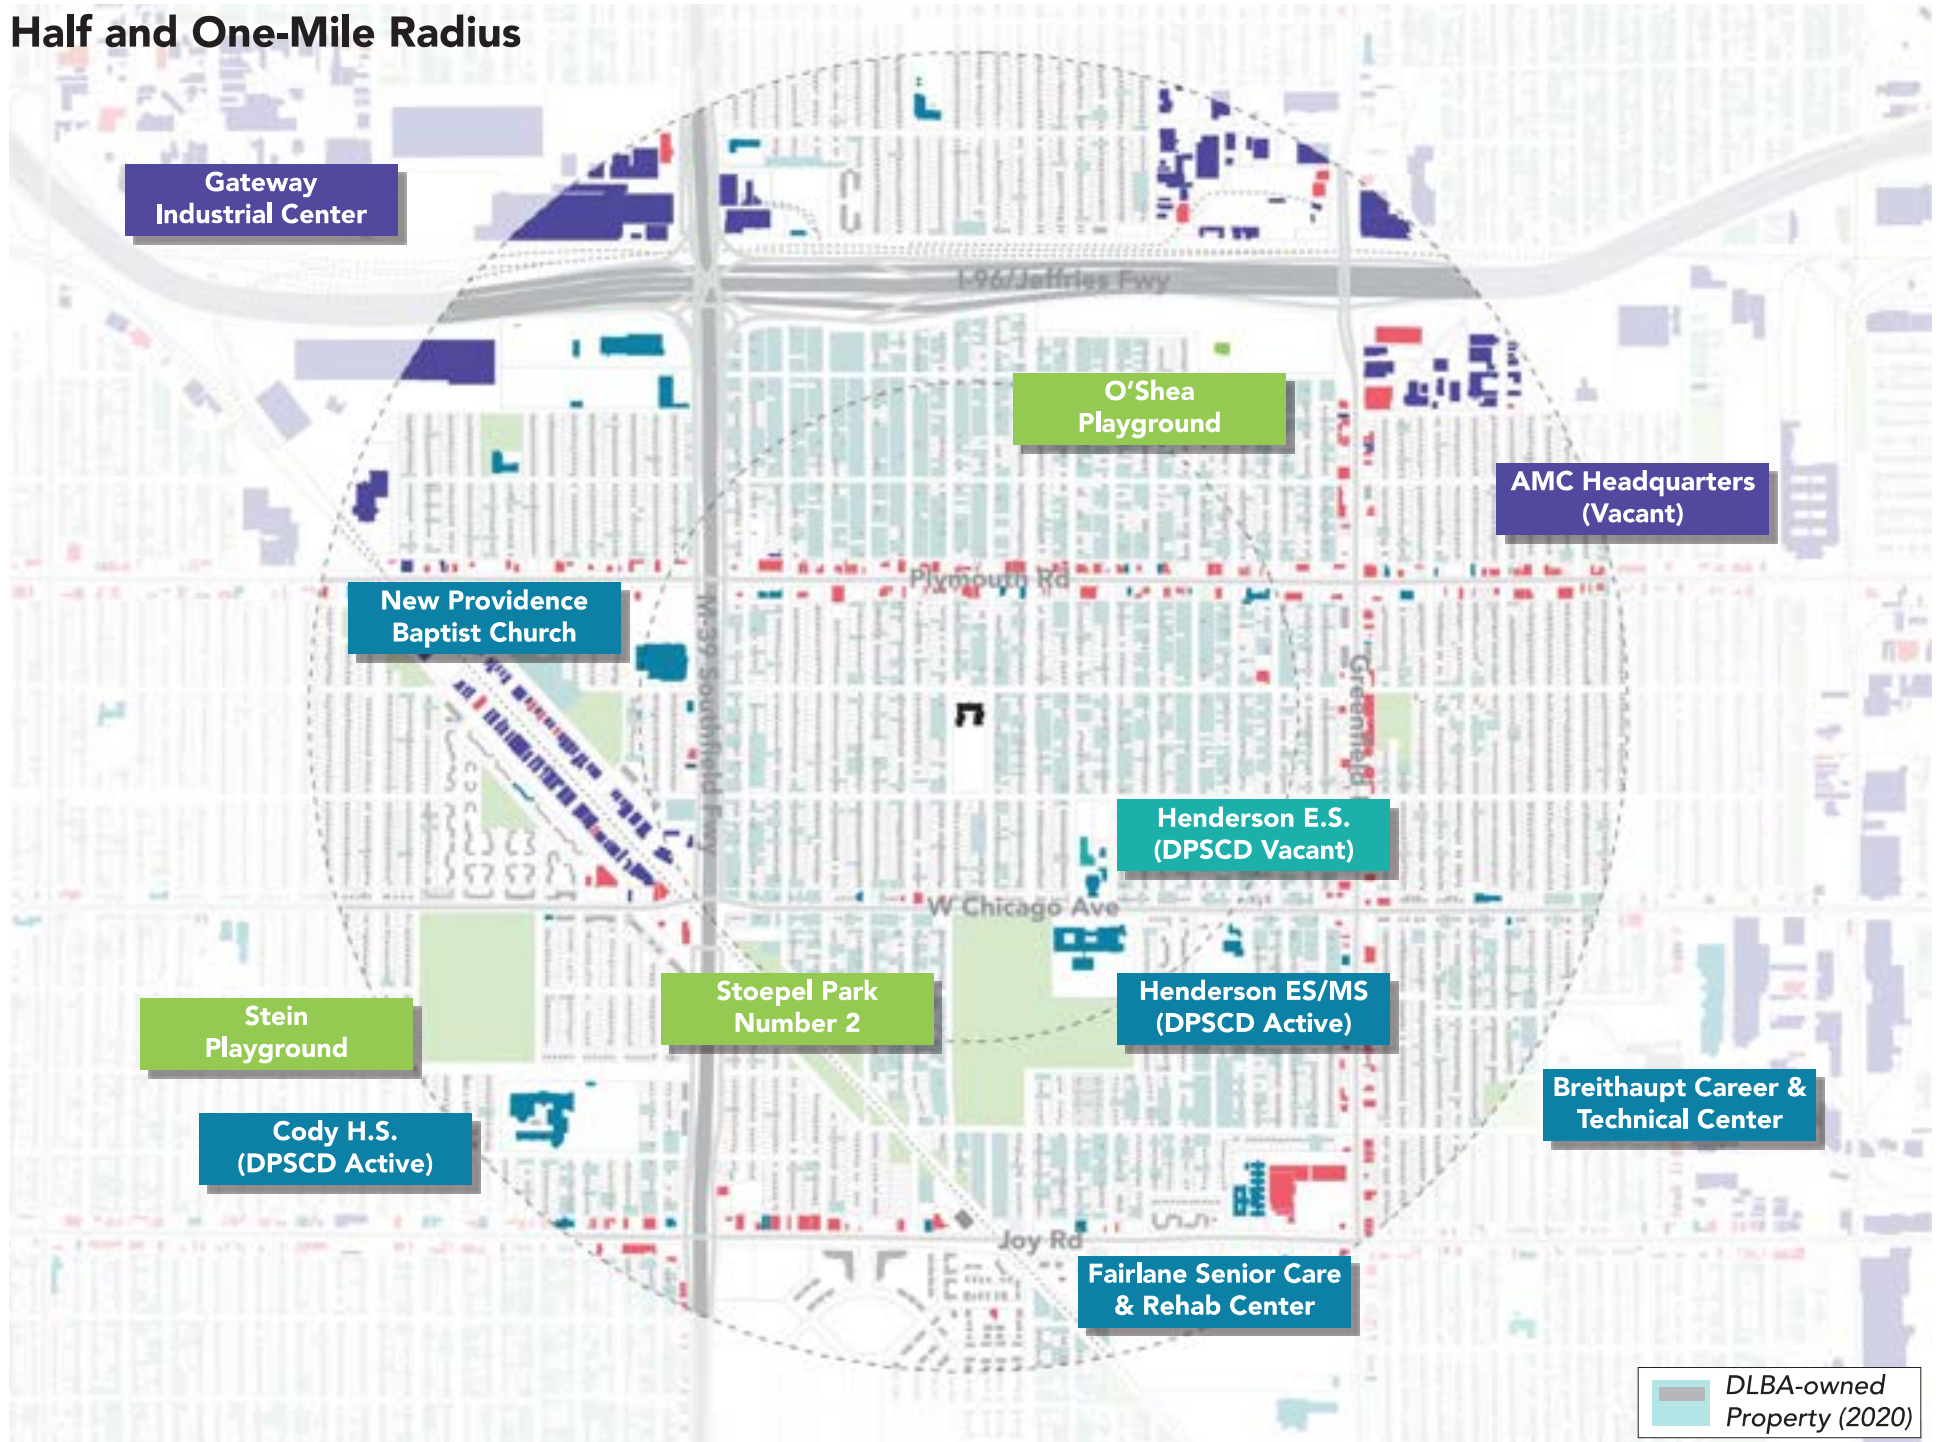 Half and One-Mile Radius
Gateway
Industrial Center
I-96/Jeffries Fwy
O'Shea
Playground
AMC Headquarters
(Vacant)
Plymouth Rd
New Providence
Baptist Church
M-39 Southfield Fwy
Greenfield
Henderson E.S.
(DPSCD Vacant)
W Chicago Ave
Stoepel Park
Number 2
Henderson ES/MS
(DPSCD Active)
Stein
Playground
Breithaupt Career &
Technical Center
Cody H.S.
(DPSCD Active)
Joy Rd
Fairlane Senior Care
& Rehab Center
DLBA-owned
Property (2020)